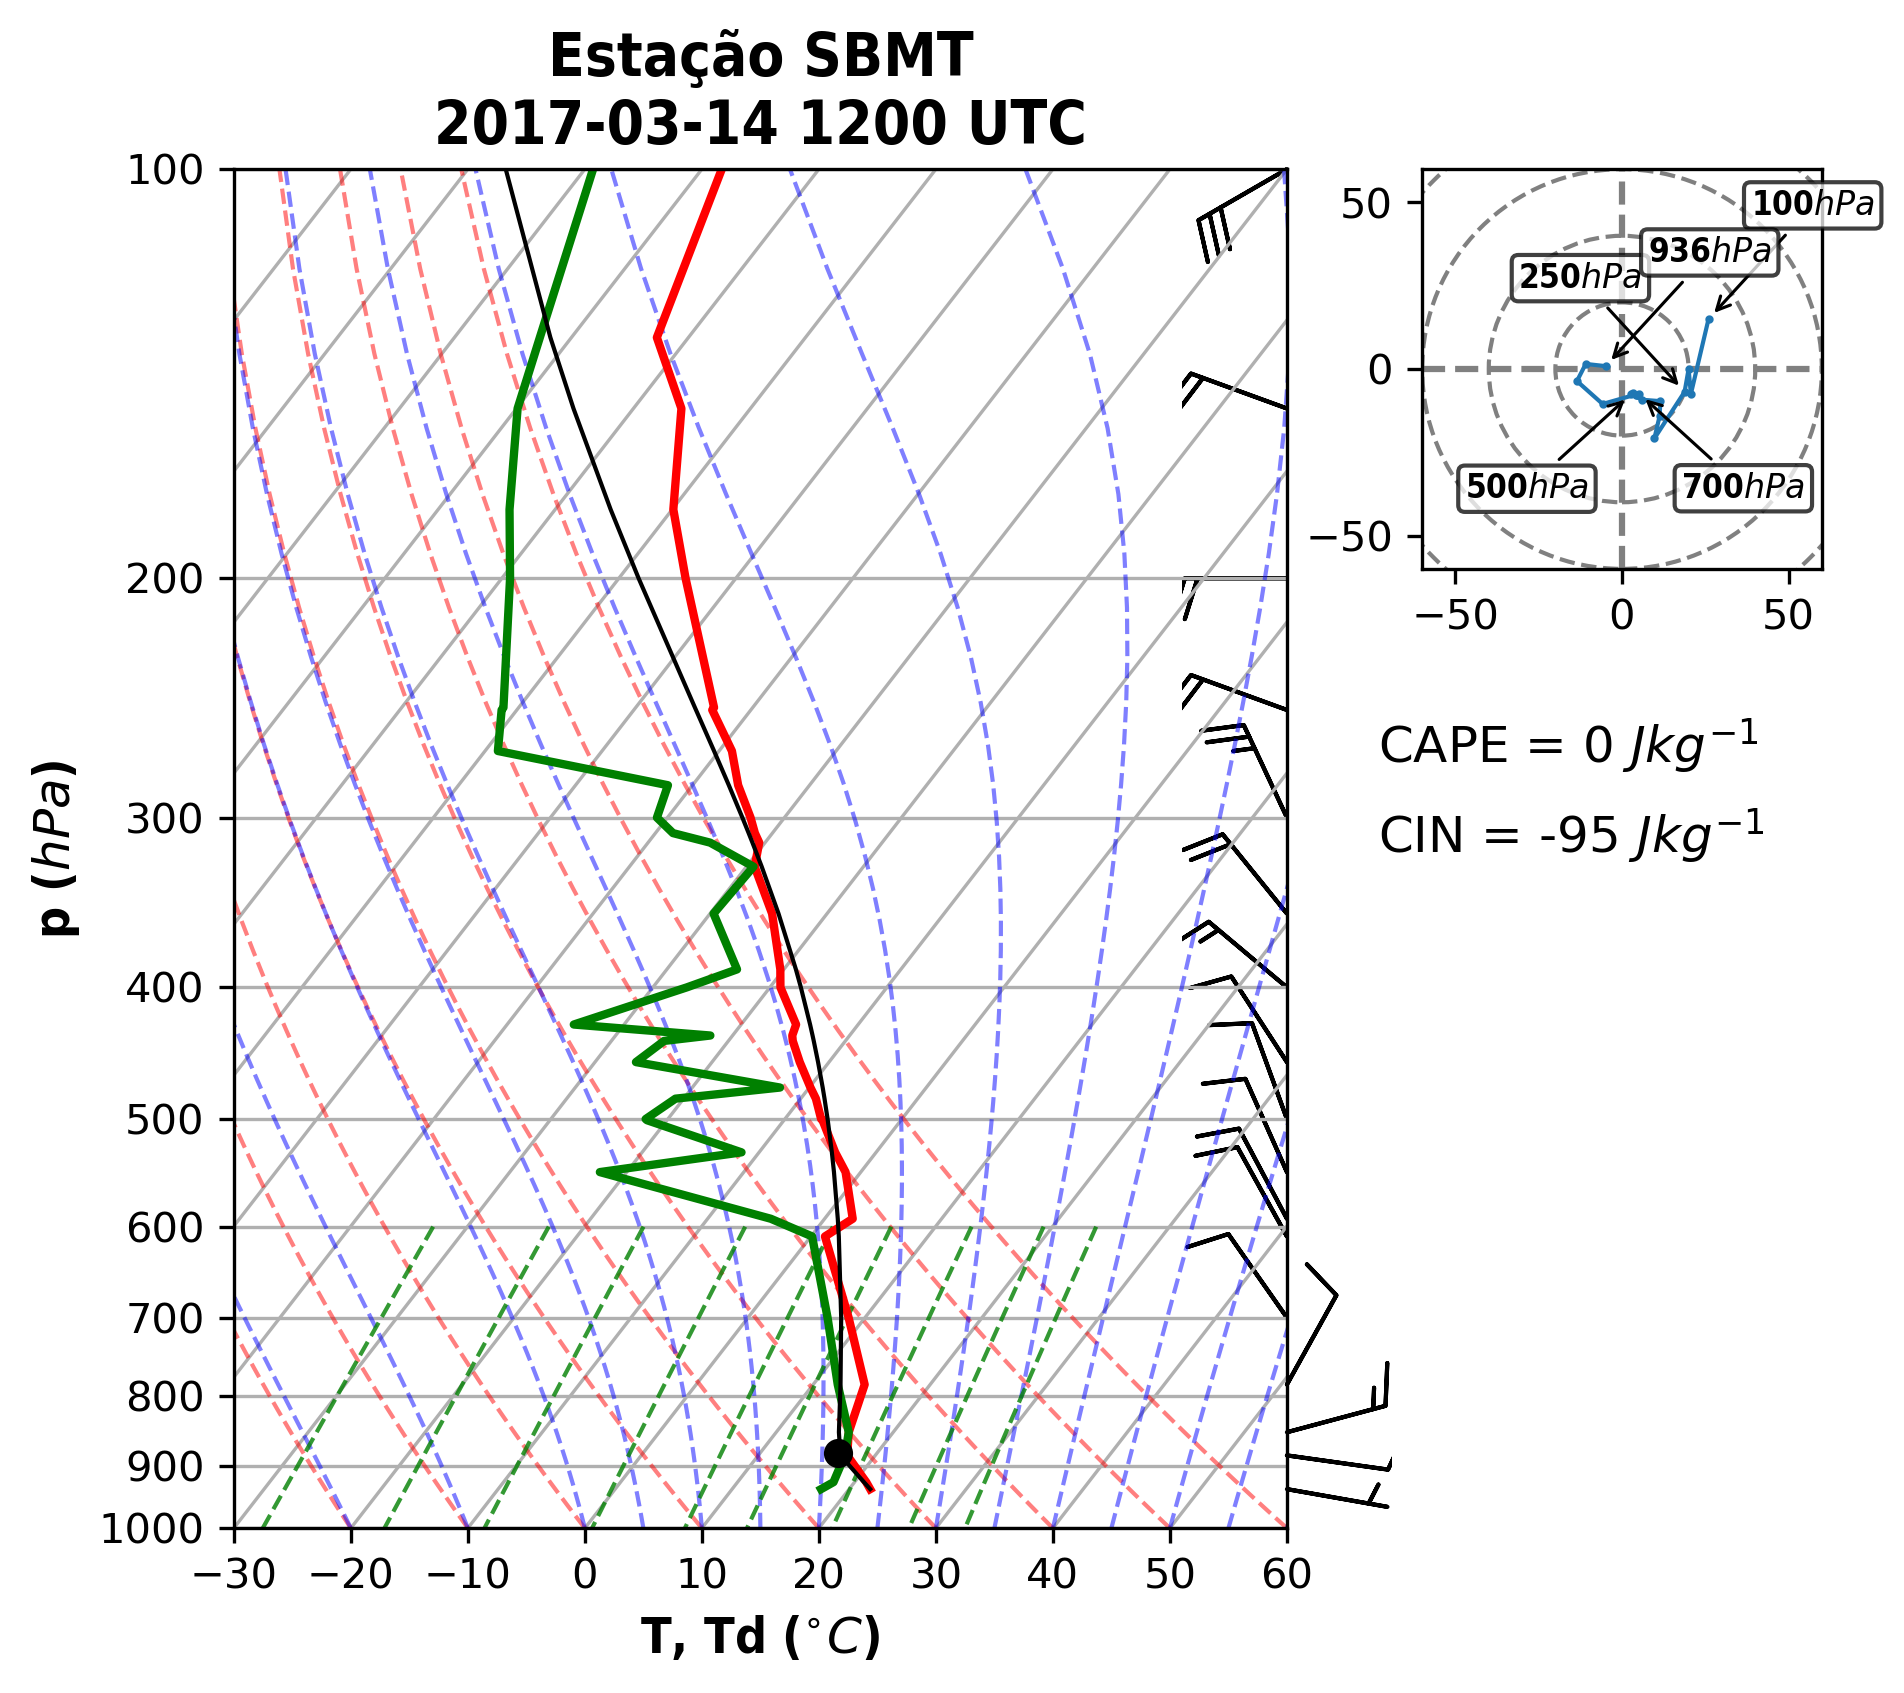 Estação SBMT
2017-03-14 1200 UTC
100
200
300
400
500
600
700
800
900
1000
p (hPa)
−30 −20 −10 0 10 20 30 40 50 60
T, Td (°C)
50
0
−50
−50 0 50
100hPa
936hPa
250hPa
500hPa
700hPa
CAPE = 0 Jkg⁻¹
CIN = -95 Jkg⁻¹